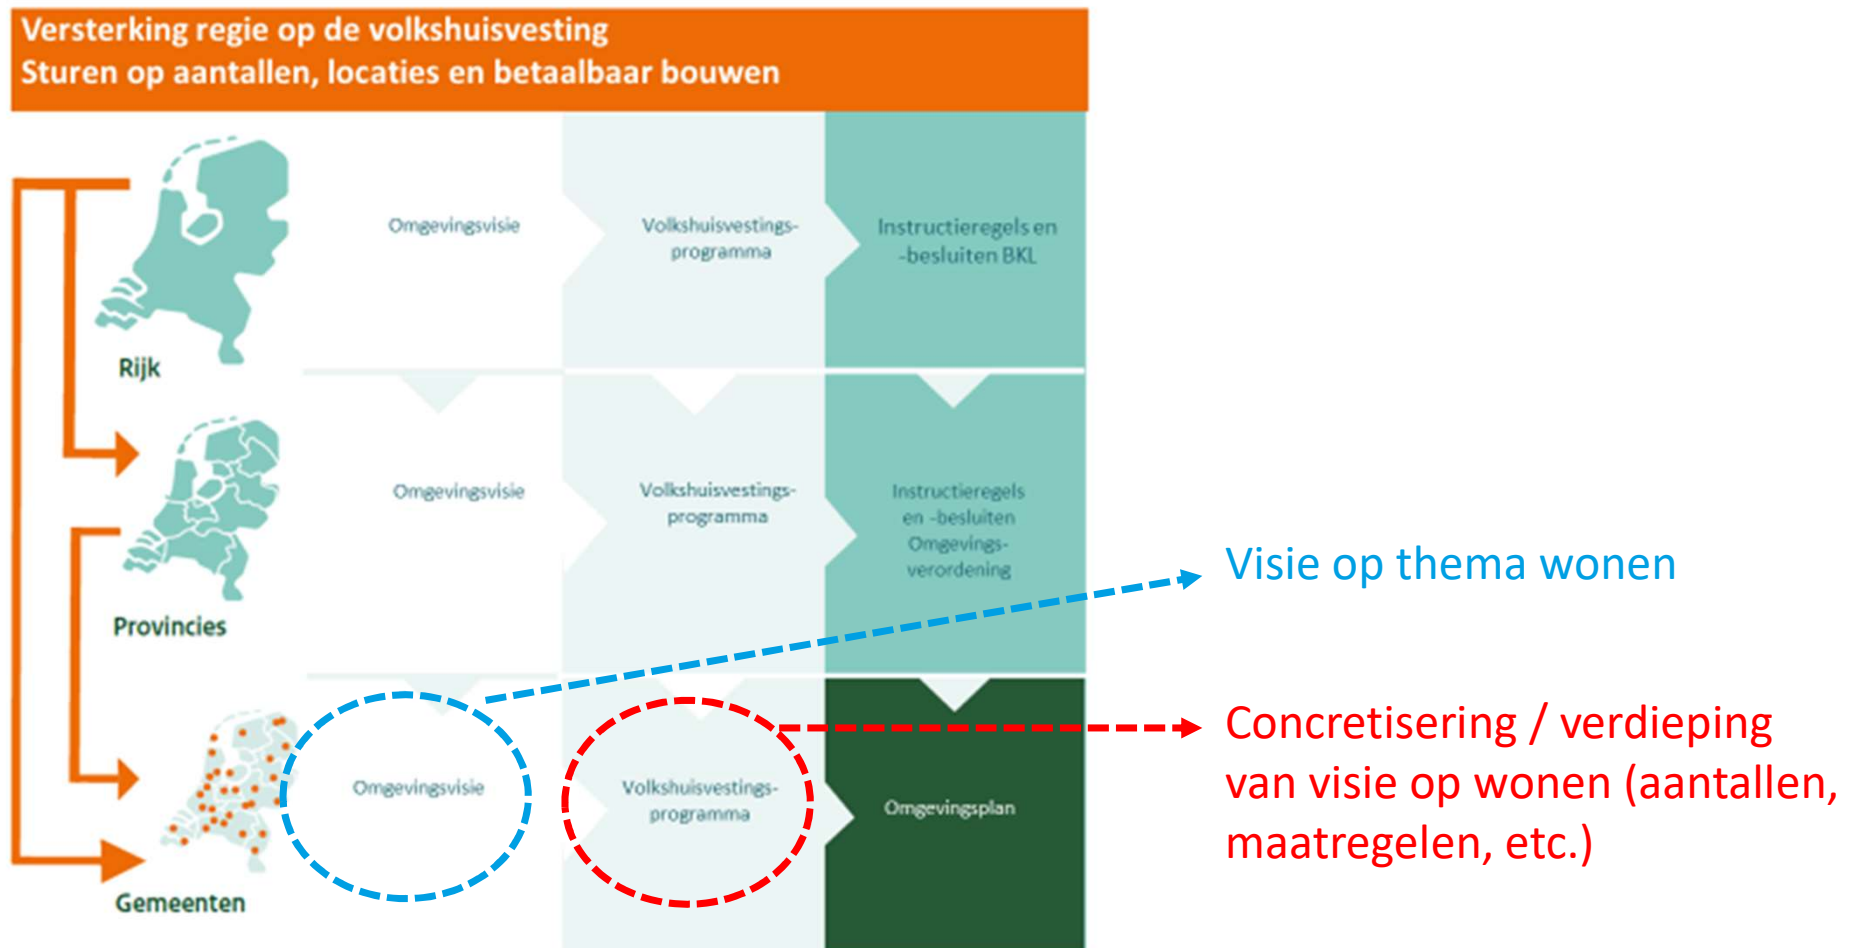 Versterking regie op de volkshuisvesting
Sturen op aantallen, locaties en betaalbaar bouwen
Omgevingsvisie
Volkshuisvestings-
programma
Instructieregels en
-besluiten BKL
Rijk
Omgevingsvisie
Volkshuisvestings-
programma
Instructieregels
en -besluiten
Omgevings-
verordening
Provincies
Visie op thema wonen
Omgevingsvisie
Volkshuisvestings-
programma
Omgevingsplan
Gemeenten
Concretisering / verdieping
van visie op wonen (aantallen,
maatregelen, etc.)